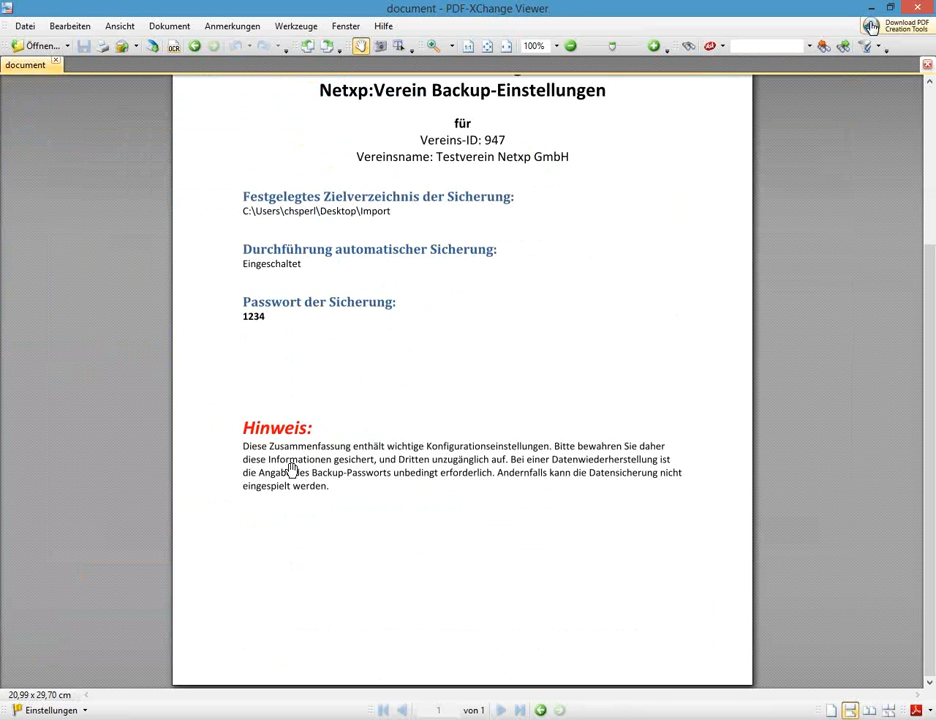 document - PDF-XChange Viewer
Datei Bearbeiten Ansicht Dokument Anmerkungen Werkzeuge Fenster Hilfe
Download PDF
Creation Tools
Öffnen... OCR 100%
document
Netxp:Verein Backup-Einstellungen
für
Vereins-ID: 947
Vereinsname: Testverein Netxp GmbH
Festgelegtes Zielverzeichnis der Sicherung:
C:\Users\chsperl\Desktop\Import
Durchführung automatischer Sicherung:
Eingeschaltet
Passwort der Sicherung:
1234
Hinweis:
Diese Zusammenfassung enthält wichtige Konfigurationseinstellungen. Bitte bewahren Sie daher
diese Informationen gesichert, und Dritten unzugänglich auf. Bei einer Datenwiederherstellung ist
die Angabe des Backup-Passworts unbedingt erforderlich. Andernfalls kann die Datensicherung nicht
eingespielt werden.
20,99 x 29,70 cm
Einstellungen 1 von 1